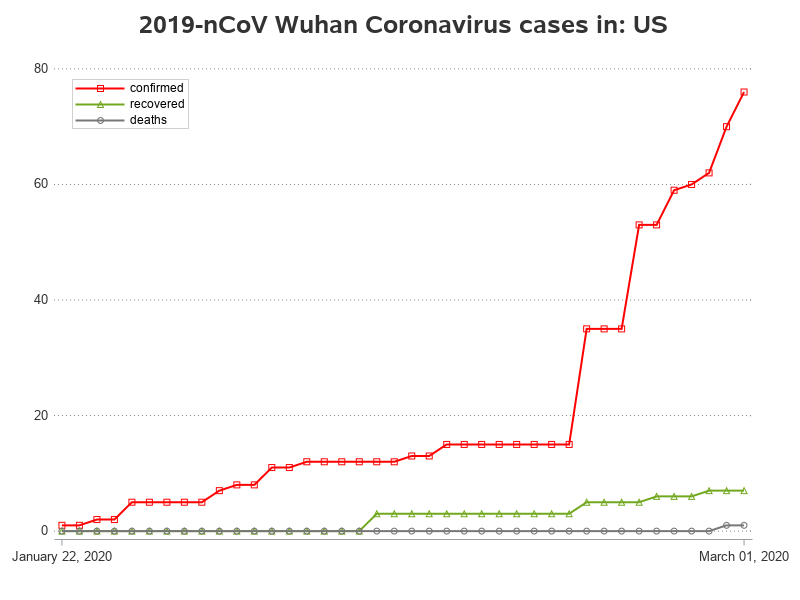 2019-nCoV Wuhan Coronavirus cases in: US
80
confirmed
recovered
deaths
60
40
20
0
January 22, 2020 March 01, 2020